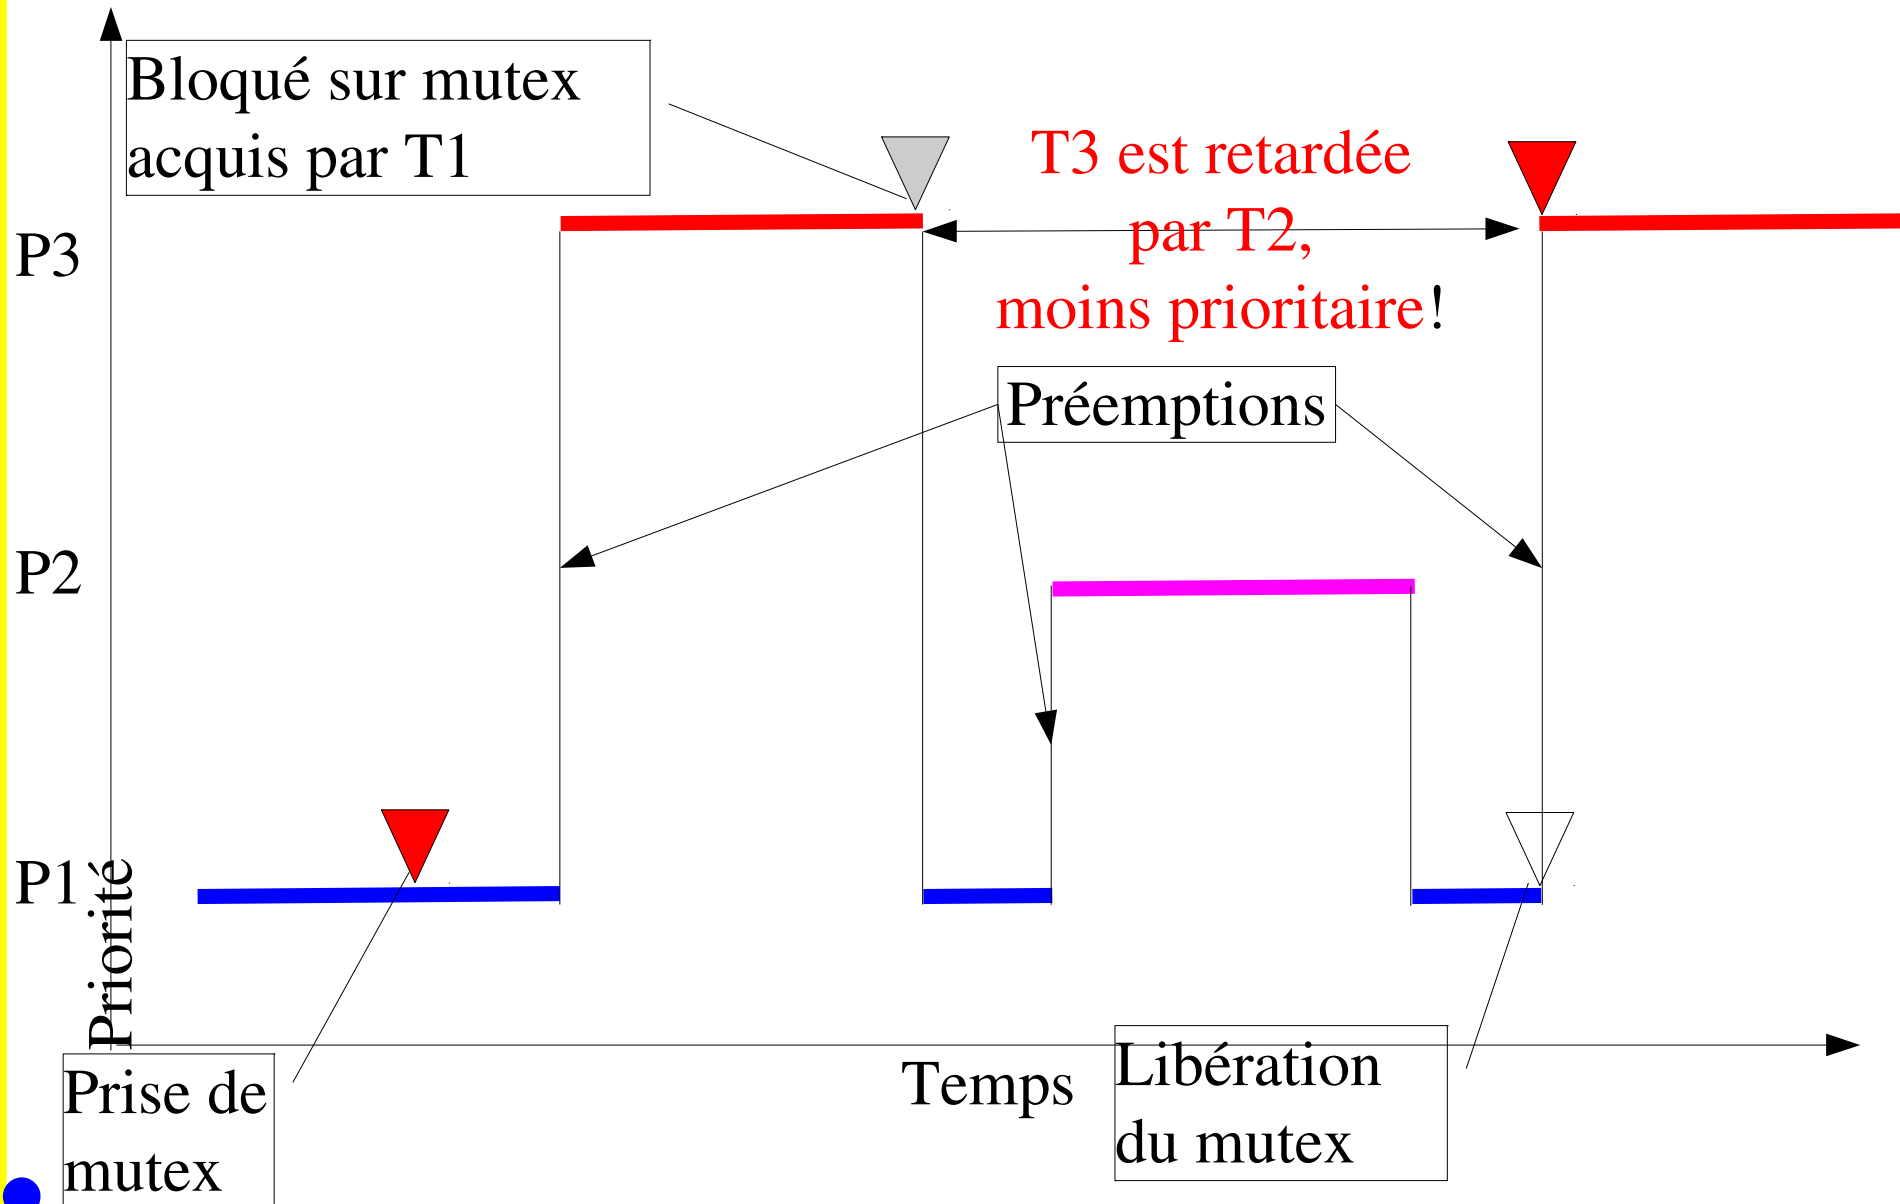 Bloqué sur mutex
acquis par T1
T3 est retardée
par T2,
moins prioritaire!
P3
Préemptions
P2
P1
Priorité
Temps
Libération
du mutex
Prise de
mutex